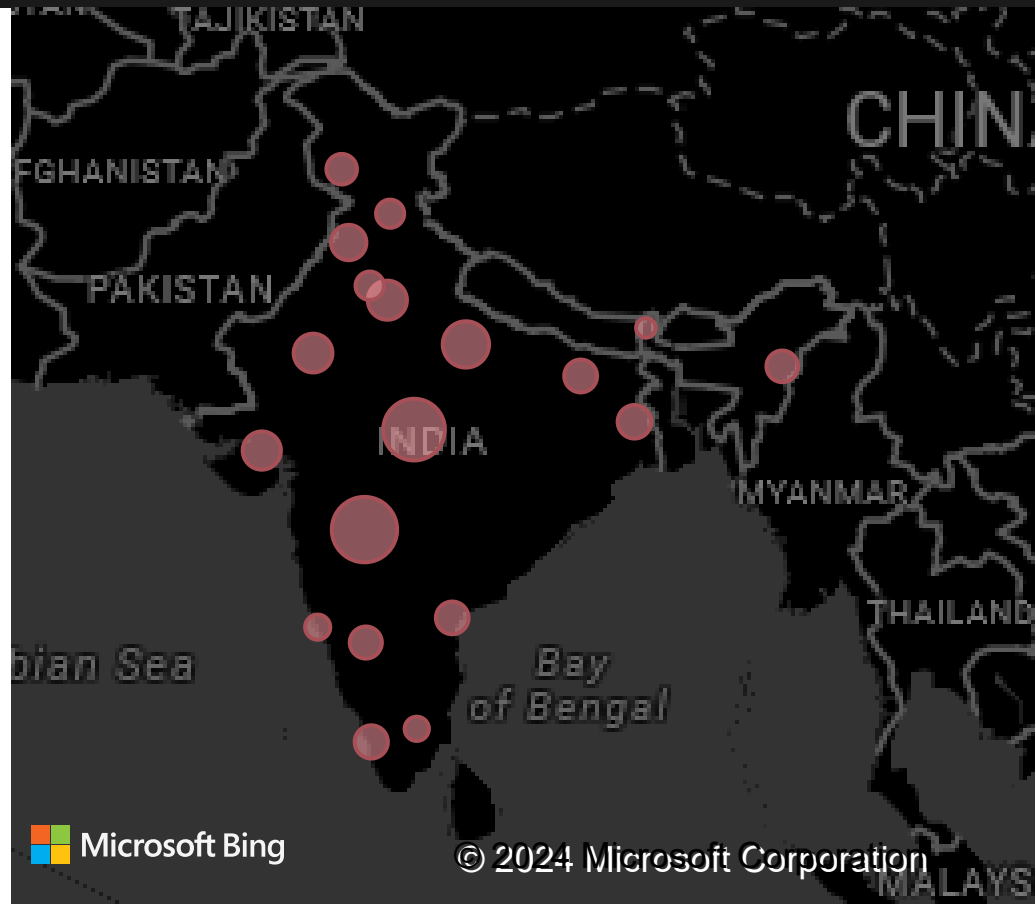 TAJIKISTAN
CHIN
FGHANISTAN
PAKISTAN
INDIA
MYANMAR
THAILAND
bian Sea
Bay
of Bengal
Microsoft Bing
© 2024 Microsoft Corporation
MALAYS